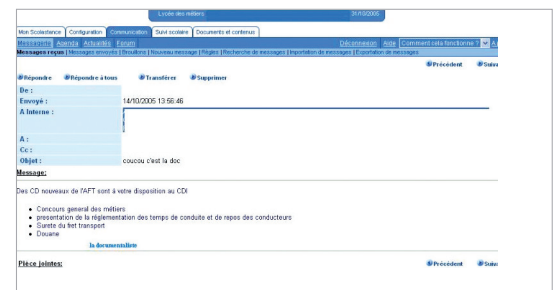 Lycée des métiers 31/10/2005
Mon Scolastance Configuration Communication Suivi scolaire Documents et contenus
Messagerie Agenda Actualités Forum Déconnexion Aide Comment cela fonctionne ?
Messages reçus | Messages envoyés | Brouillons | Nouveau message | Règles | Recherche de messages | Importation de messages | Exportation de messages
Précédent Suiva
Répondre Répondre à tous Transférer Supprimer
De :
Envoyé : 14/10/2005 13:56:46
A Interne :
A :
Cc :
Objet : coucou c'est la doc
Message:
Des CD nouveaux de l'AFT sont à votre disposition au CDI
Concours general des métiers
presentation de la réglementation des temps de conduite et de repos des conducteurs
Surete du fret transport
Douane
la documentaliste
Pièce jointes: Précédent Suiva